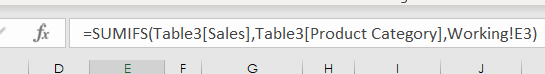 fx =SUMIFS(Table3[Sales],Table3[Product Category],Working!E3)
D E F G H I J